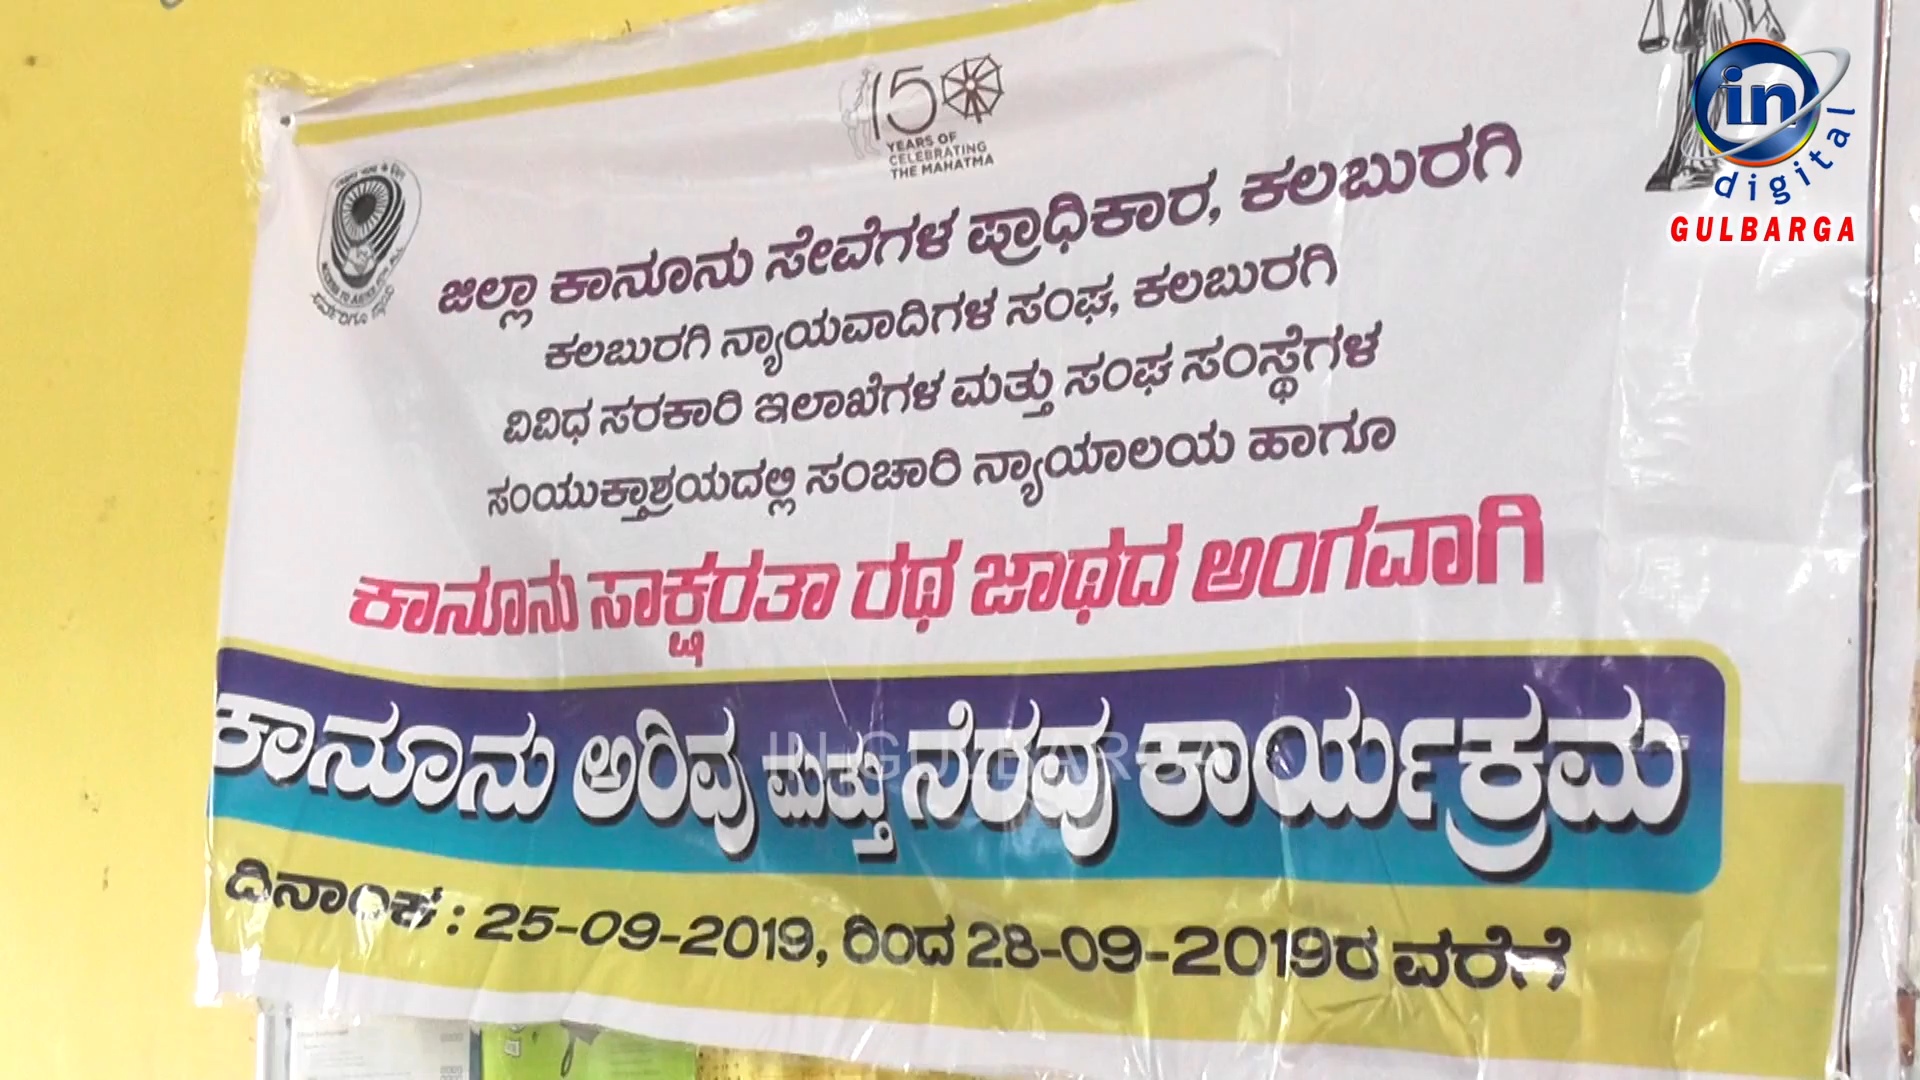 150
YEARS OF
CELEBRATING
THE MAHATMA
ಜಿಲ್ಲಾ ಕಾನೂನು ಸೇವೆಗಳ ಪ್ರಾಧಿಕಾರ, ಕಲಬುರಗಿ
ಕಲಬುರಗಿ ನ್ಯಾಯವಾದಿಗಳ ಸಂಘ, ಕಲಬುರಗಿ
ವಿವಿಧ ಸರಕಾರಿ ಇಲಾಖೆಗಳ ಮತ್ತು ಸಂಘ ಸಂಸ್ಥೆಗಳ
ಸಂಯುಕ್ತಾಶ್ರಯದಲ್ಲಿ ಸಂಚಾರಿ ನ್ಯಾಯಾಲಯ ಹಾಗೂ
ಕಾನೂನು ಸಾಕ್ಷರತಾ ರಥ ಜಾಥದ ಅಂಗವಾಗಿ
ಕಾನೂನು ಅರಿವು ಮತ್ತು ನೆರವು ಕಾರ್ಯಕ್ರಮ
ದಿನಾಂಕ : 25-09-2019, ರಿಂದ 28-09-2019ರ ವರೆಗೆ
in
digital
GULBARGA
IN GULBARGA